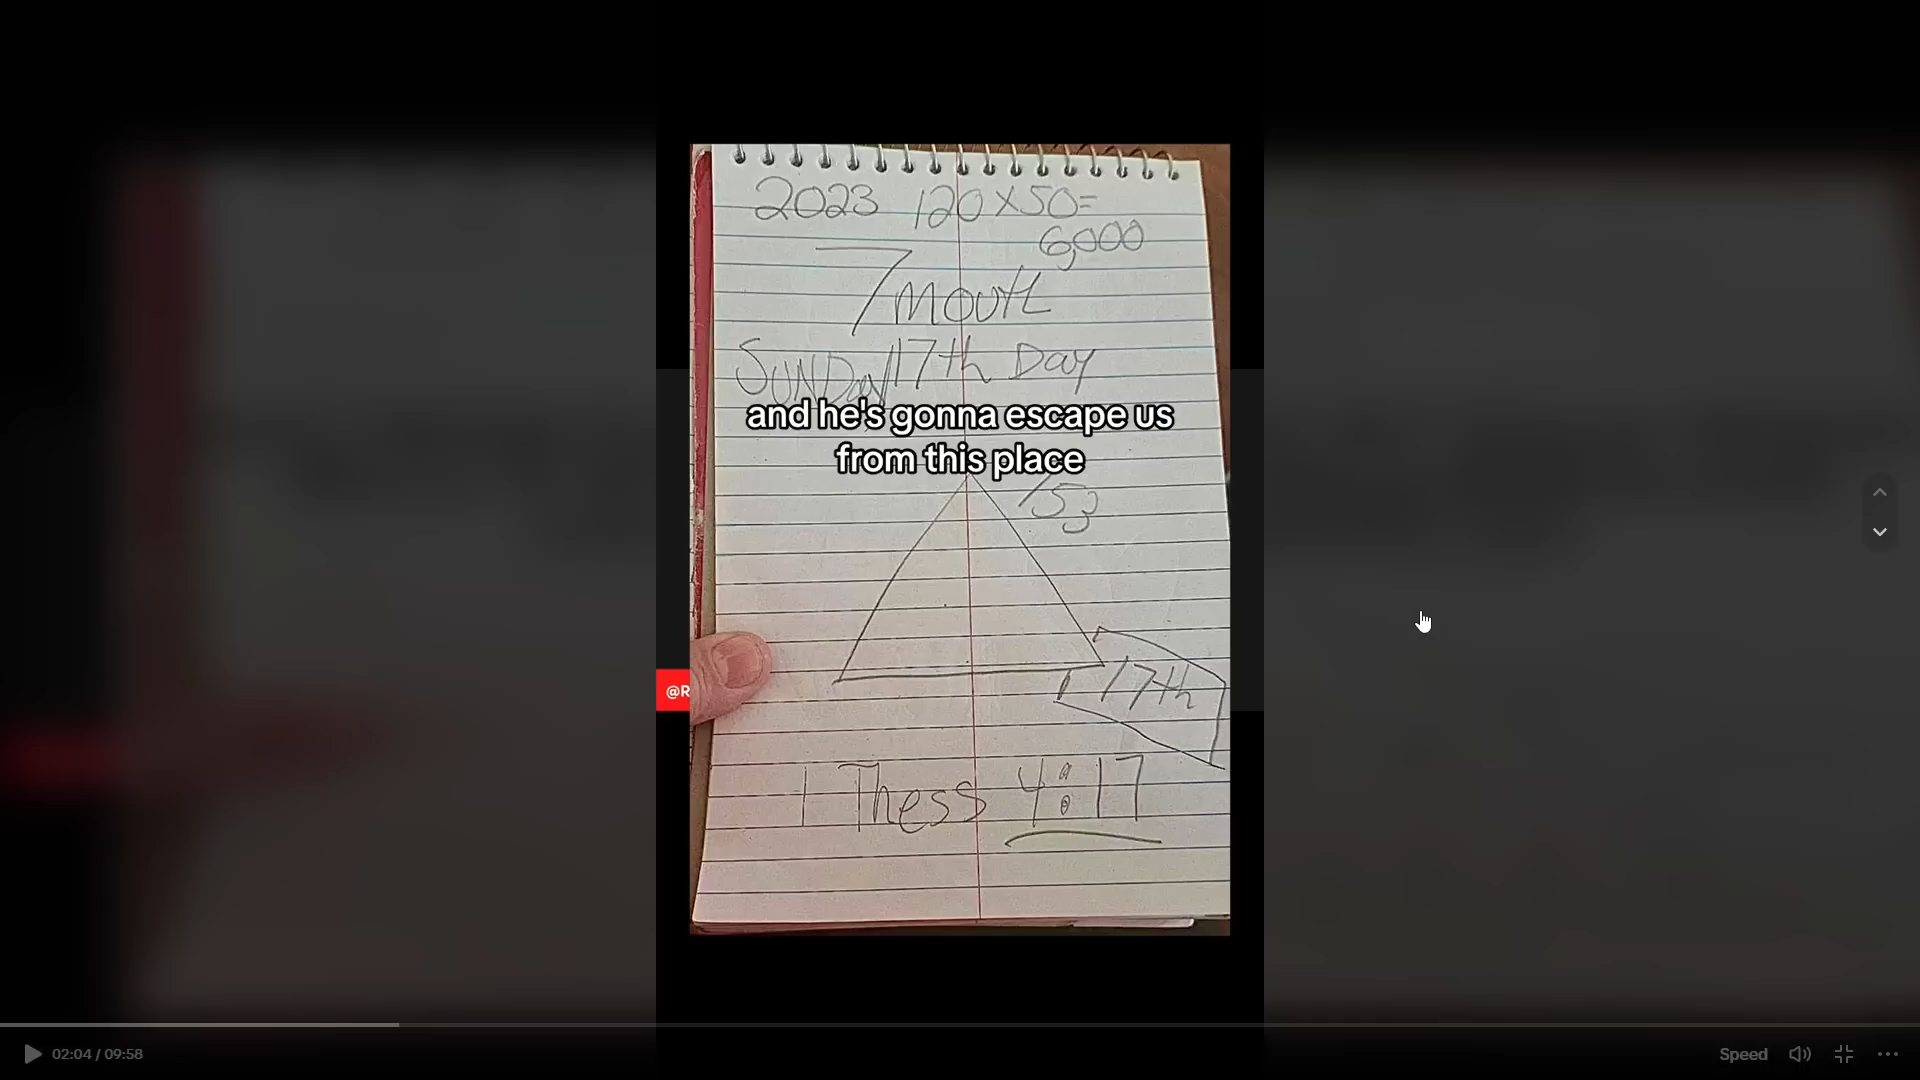 2023 120 x 50=
6,000
7 Mouth
SUNDay 17th Day
and he's gonna escape us
from this place
153
17th
1 Thess 4:17
@R
02:04 / 09:58
Speed